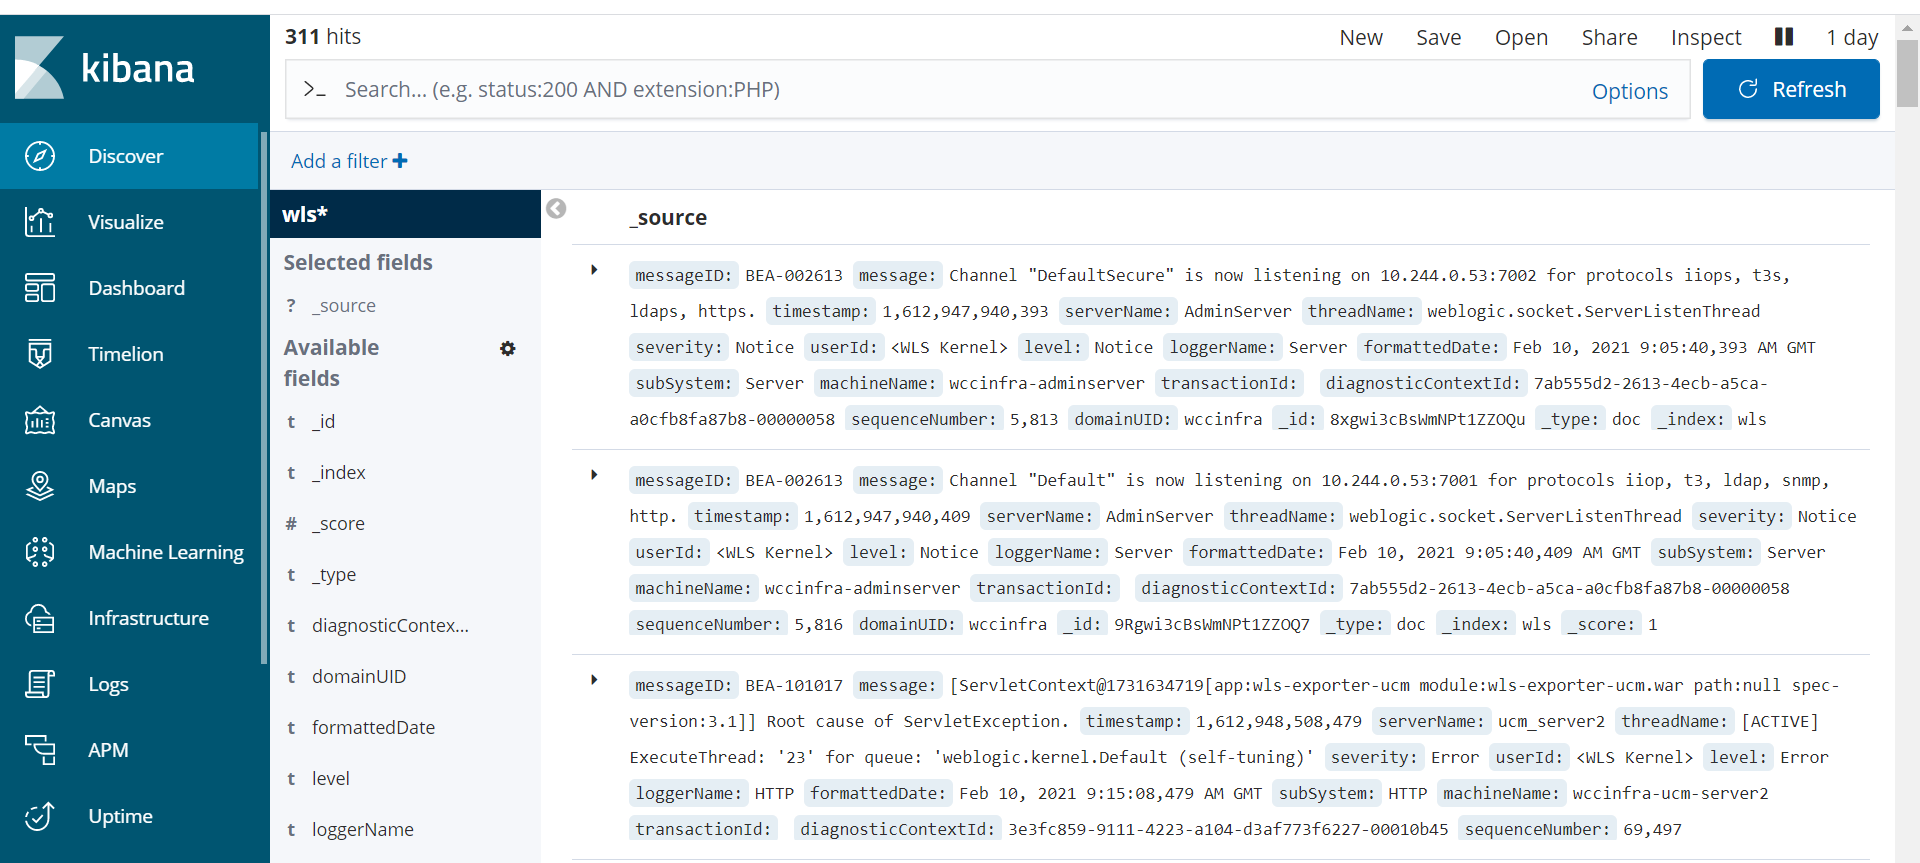 311 hits
New Save Open Share Inspect 1 day
kibana
>_ Search... (e.g. status:200 AND extension:PHP) Options
Refresh
Discover
Visualize
Dashboard
Timelion
Canvas
Maps
Machine Learning
Infrastructure
Logs
APM
Uptime
Add a filter +
wls*
Selected fields
? _source
Available
fields
t _id
t _index
# _score
t _type
t diagnosticContex...
t domainUID
t formattedDate
t level
t loggerName
_source
messageID: BEA-002613 message: Channel "DefaultSecure" is now listening on 10.244.0.53:7002 for protocols iiops, t3s,
ldaps, https. timestamp: 1,612,947,940,393 serverName: AdminServer threadName: weblogic.socket.ServerListenThread
severity: Notice userId: <WLS Kernel> level: Notice loggerName: Server formattedDate: Feb 10, 2021 9:05:40,393 AM GMT
subSystem: Server machineName: wccinfra-adminserver transactionId: diagnosticContextId: 7ab555d2-2613-4ecb-a5ca-
a0cfb8fa87b8-00000058 sequenceNumber: 5,813 domainUID: wccinfra _id: 8xgwi3cBsWmNPt1ZZOQu _type: doc _index: wls
messageID: BEA-002613 message: Channel "Default" is now listening on 10.244.0.53:7001 for protocols iiop, t3, ldap, snmp,
http. timestamp: 1,612,947,940,409 serverName: AdminServer threadName: weblogic.socket.ServerListenThread severity: Notice
userId: <WLS Kernel> level: Notice loggerName: Server formattedDate: Feb 10, 2021 9:05:40,409 AM GMT subSystem: Server
machineName: wccinfra-adminserver transactionId: diagnosticContextId: 7ab555d2-2613-4ecb-a5ca-a0cfb8fa87b8-00000058
sequenceNumber: 5,816 domainUID: wccinfra _id: 9Rgwi3cBsWmNPt1ZZOQ7 _type: doc _index: wls _score: 1
messageID: BEA-101017 message: [ServletContext@1731634719[app:wls-exporter-ucm module:wls-exporter-ucm.war path:null spec-
version:3.1]] Root cause of ServletException. timestamp: 1,612,948,508,479 serverName: ucm_server2 threadName: [ACTIVE]
ExecuteThread: '23' for queue: 'weblogic.kernel.Default (self-tuning)' severity: Error userId: <WLS Kernel> level: Error
loggerName: HTTP formattedDate: Feb 10, 2021 9:15:08,479 AM GMT subSystem: HTTP machineName: wccinfra-ucm-server2
transactionId: diagnosticContextId: 3e3fc859-9111-4223-a104-d3af773f6227-00010b45 sequenceNumber: 69,497